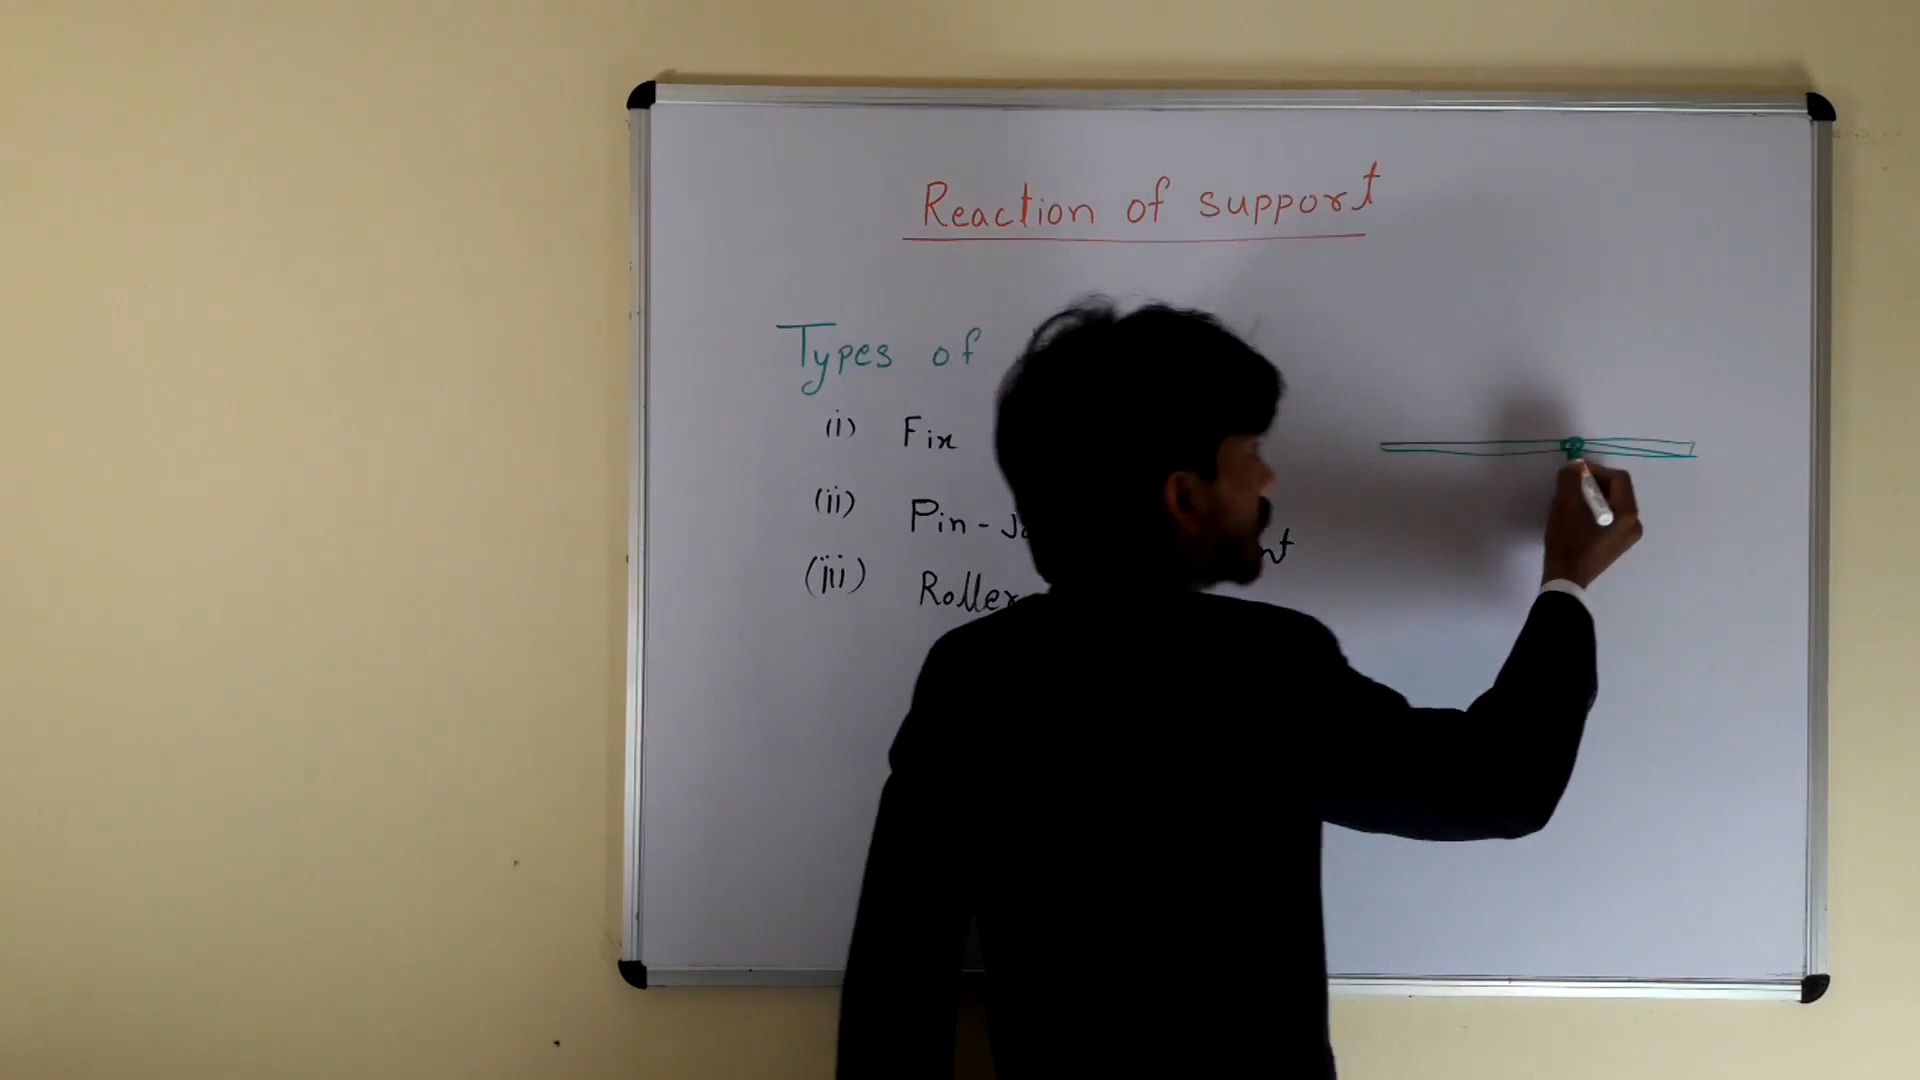 Reaction of support
Types of
(i) Fix
(ii) Pin-
(iii) Roller